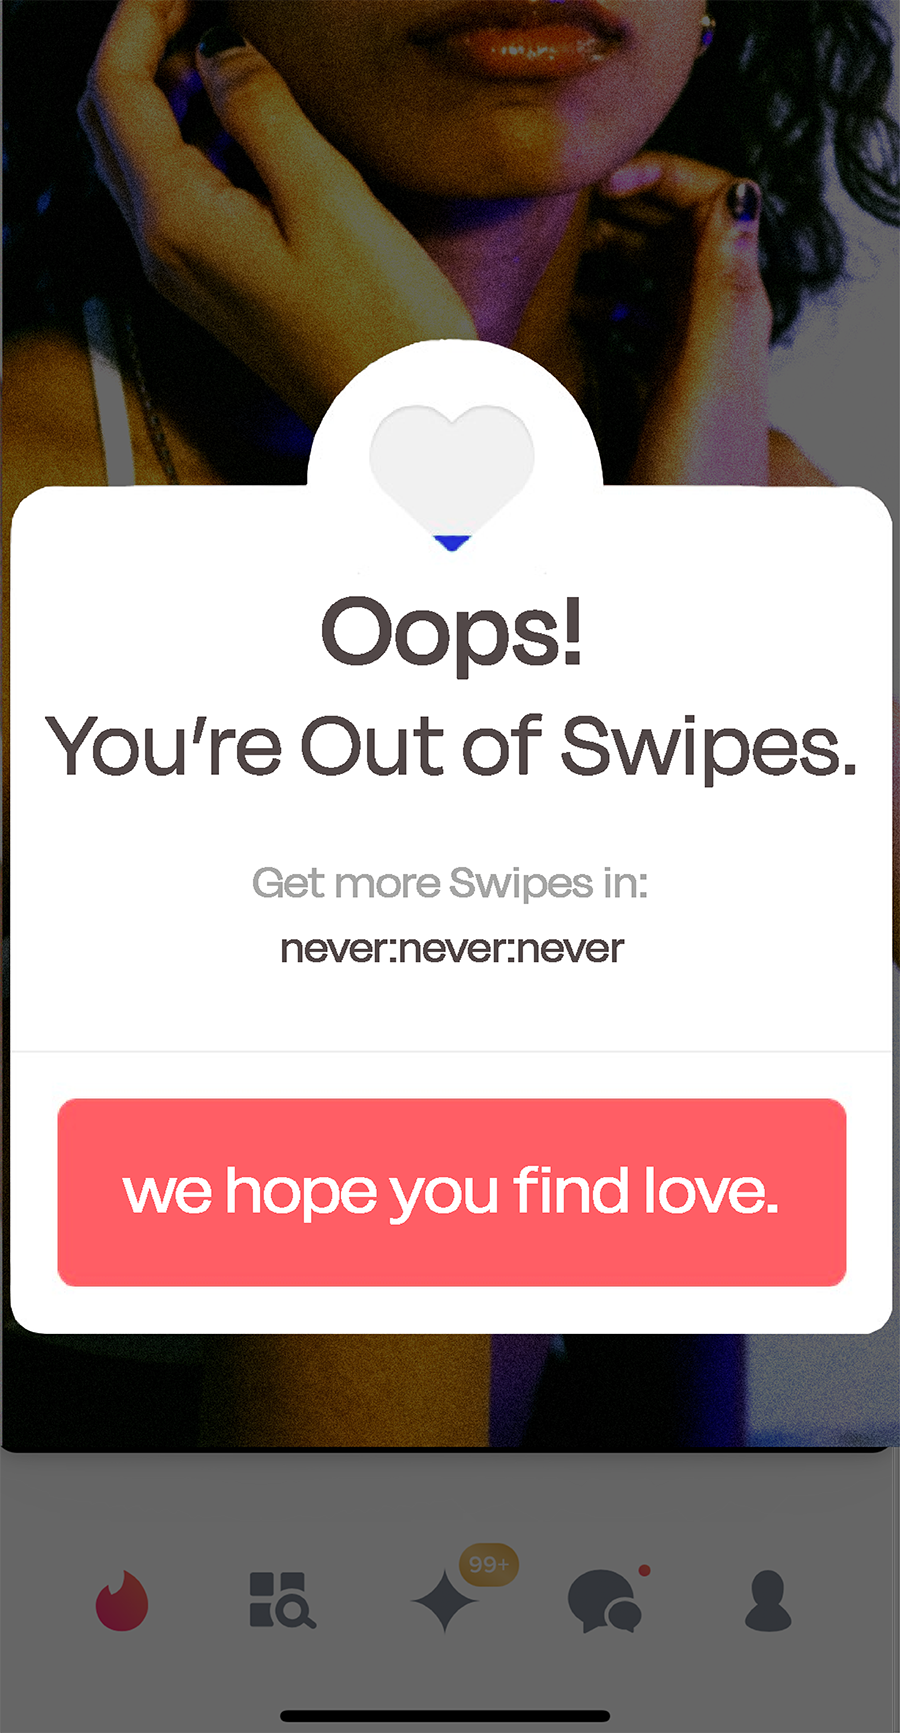 Oops!
You're Out of Swipes.
Get more Swipes in:
never:never:never
we hope you find love.
99+